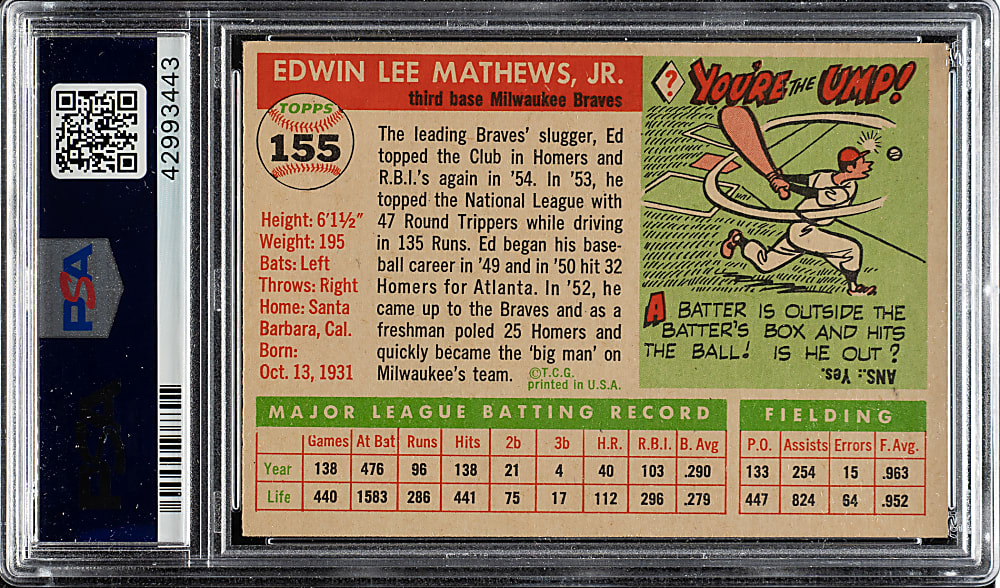 42993443
PSA
PSA
EDWIN LEE MATHEWS, JR.
third base Milwaukee Braves
TOPPS
155
Height: 6'1½"
Weight: 195
Bats: Left
Throws: Right
Home: Santa
Barbara, Cal.
Born:
Oct. 13, 1931
The leading Braves' slugger, Ed
topped the Club in Homers and
R.B.I.'s again in '54. In '53, he
topped the National League with
47 Round Trippers while driving
in 135 Runs. Ed began his base-
ball career in '49 and in '50 hit 32
Homers for Atlanta. In '52, he
came up to the Braves and as a
freshman poled 25 Homers and
quickly became the 'big man' on
Milwaukee's team.
©T.C.G.
printed in U.S.A.
? YOU'RE THE UMP!
A BATTER IS OUTSIDE THE
BATTER'S BOX AND HITS
THE BALL! IS HE OUT?
ANS.: Yes.
MAJOR LEAGUE BATTING RECORD
Games At Bat Runs Hits 2b 3b H.R. R.B.I. B. Avg
Year 138 476 96 138 21 4 40 103 .290
Life 440 1583 286 441 75 17 112 296 .279
FIELDING
P.O. Assists Errors F. Avg.
133 254 15 .963
447 824 64 .952